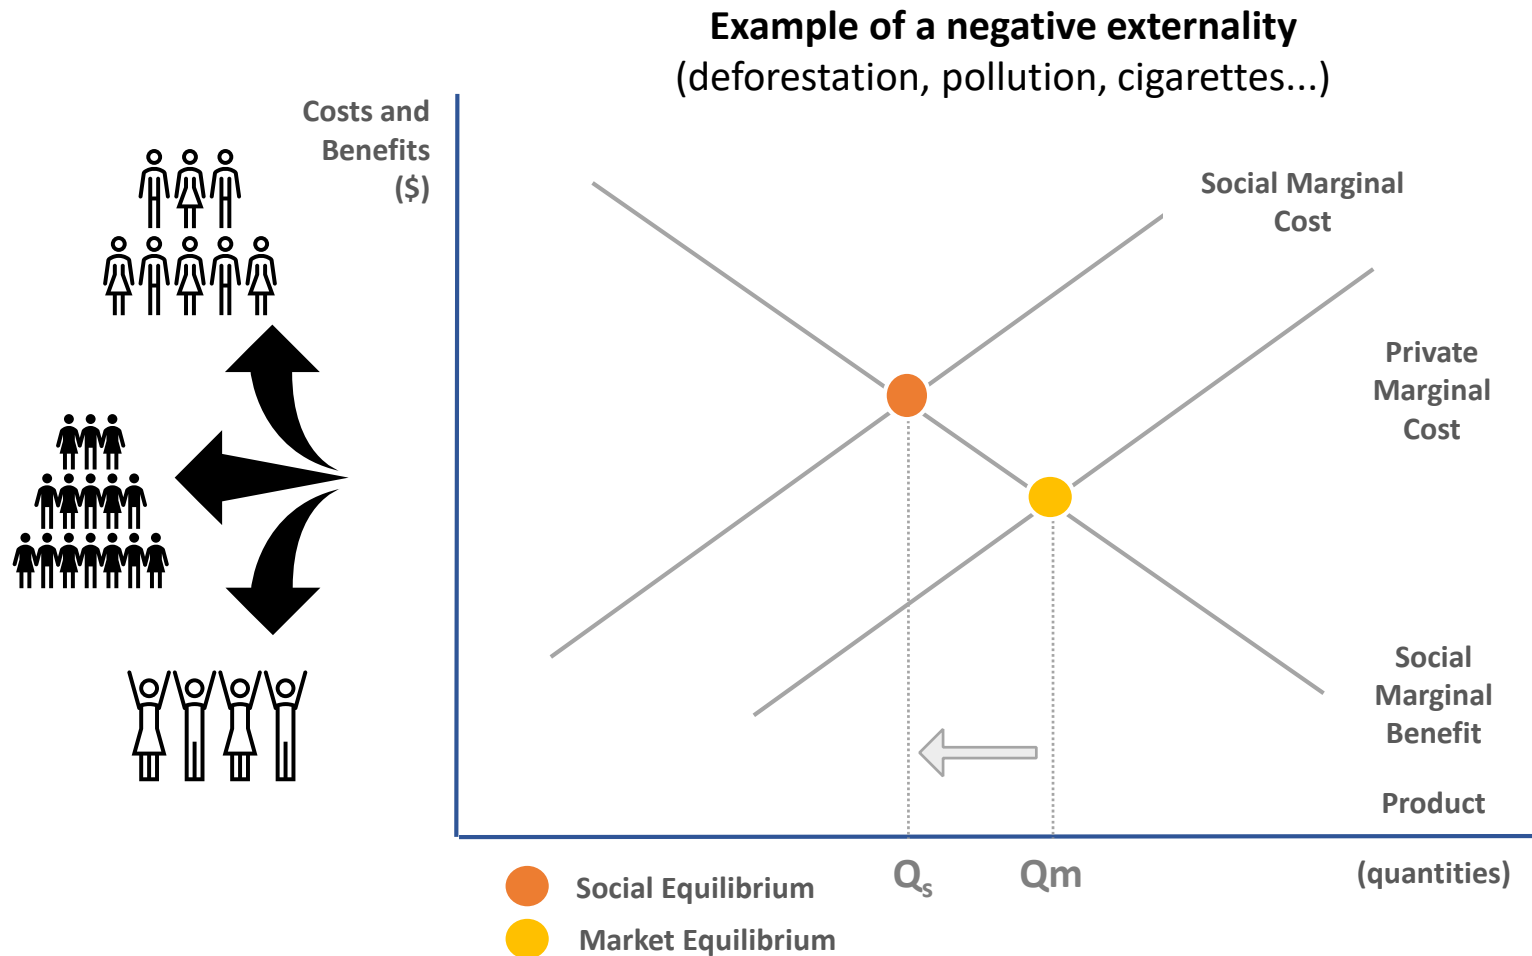 Example of a negative externality
(deforestation, pollution, cigarettes...)
Costs and
Benefits
($)
Social Marginal
Cost
Private
Marginal
Cost
Social
Marginal
Benefit
Product
(quantities)
Qs
Qm
Social Equilibrium
Market Equilibrium